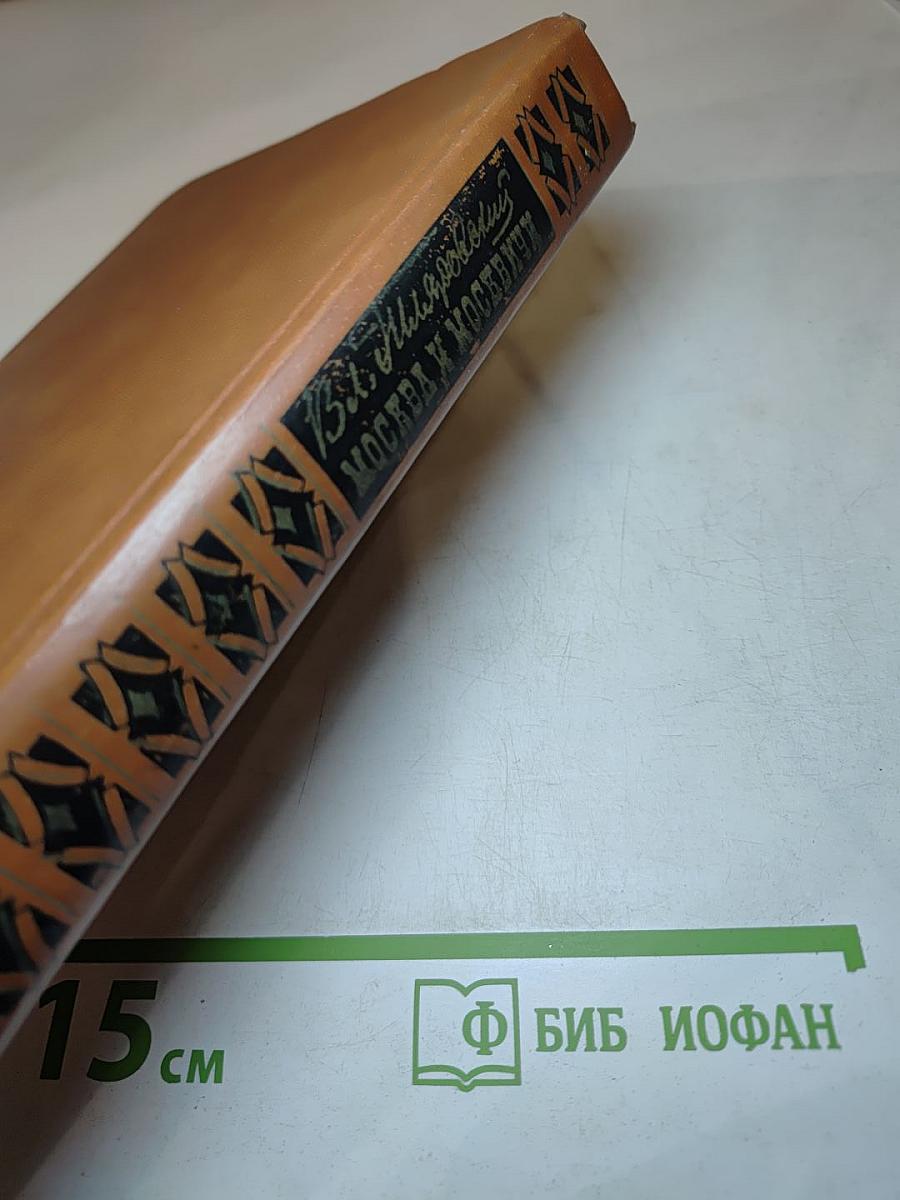 Вл. Гиляровский
МОСКВА И МОСКВИЧИ
15 см
Ф БИБ ИОФАН